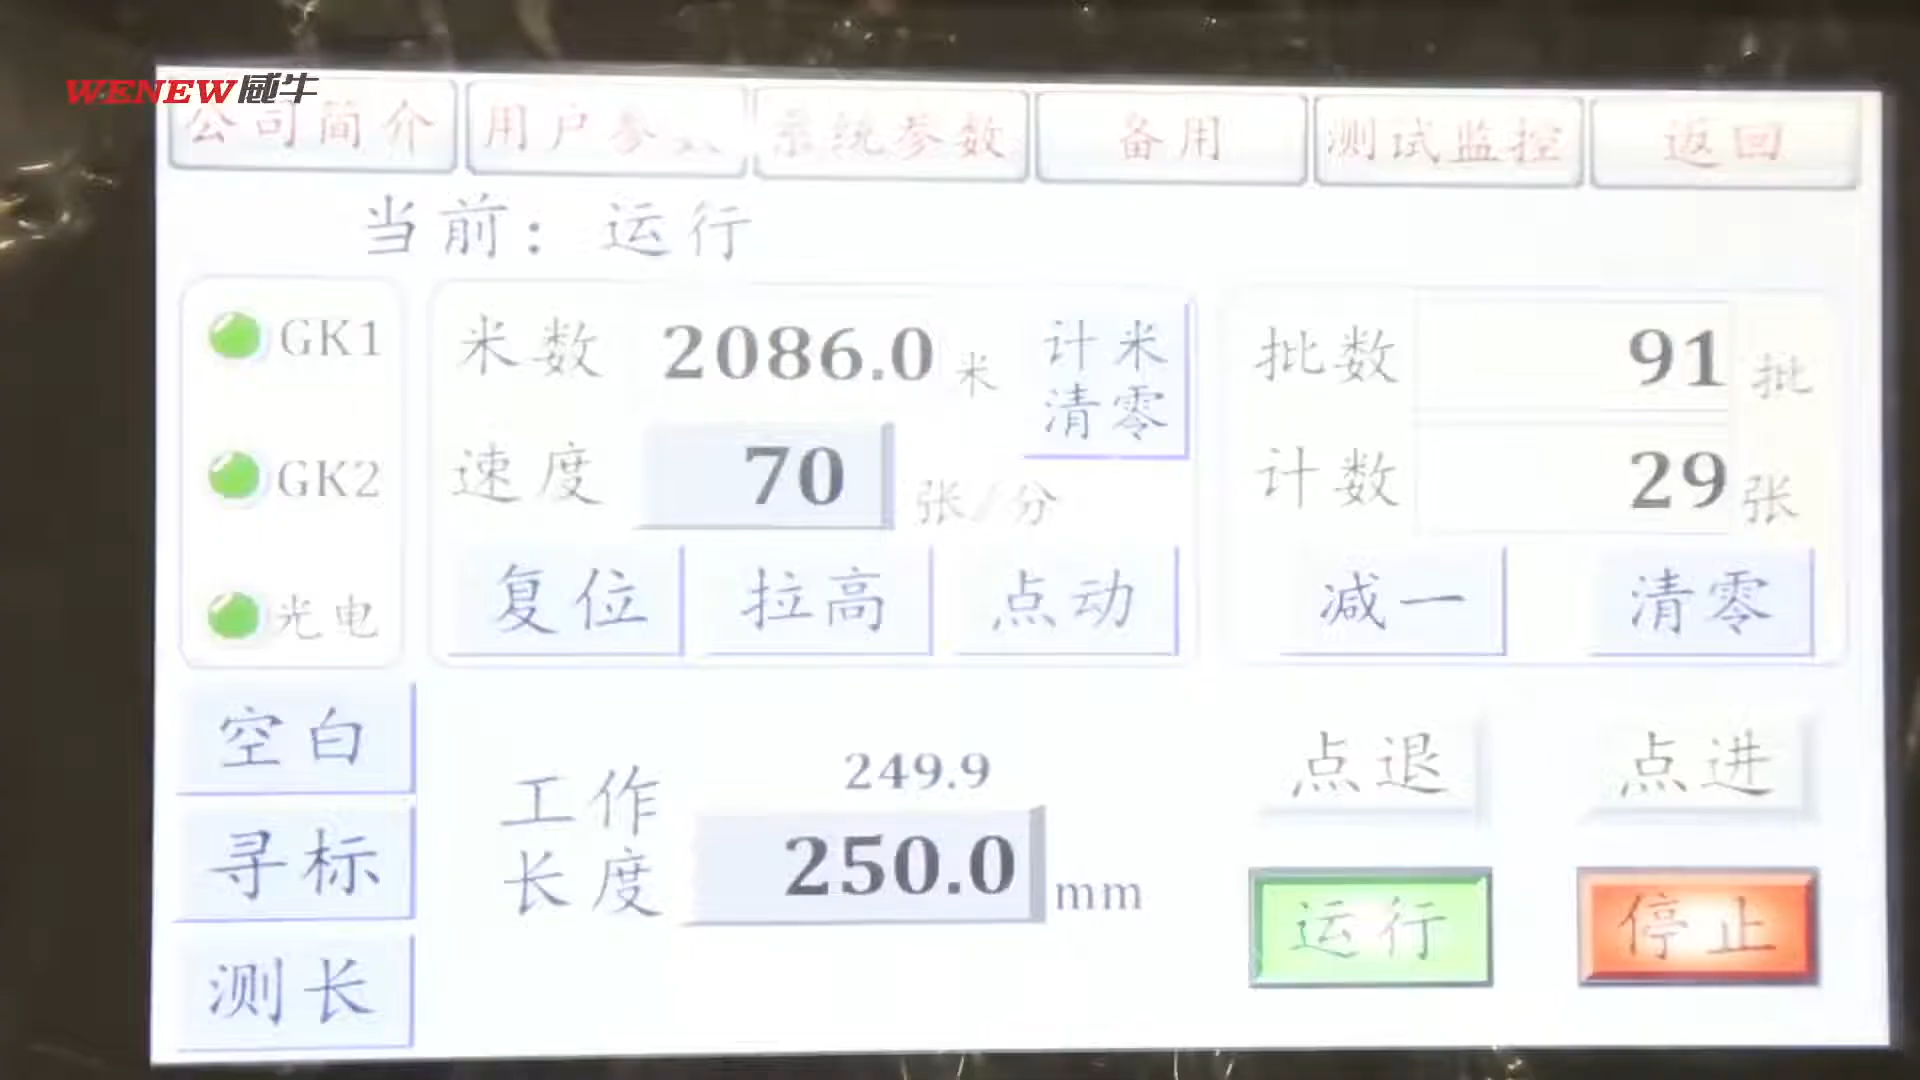 WENEW威牛
公司简介 用户参 系统参数 备用 测试监控 返回
当前：运行
GK1
GK2
光电
米数 2086.0 米
计米
清零
速度 70 张/分
复位 拉高 点动
批数 91 批
计数 29 张
减一 清零
空白
寻标
测长
249.9
工作
长度 250.0 mm
点退 点进
运行 停止